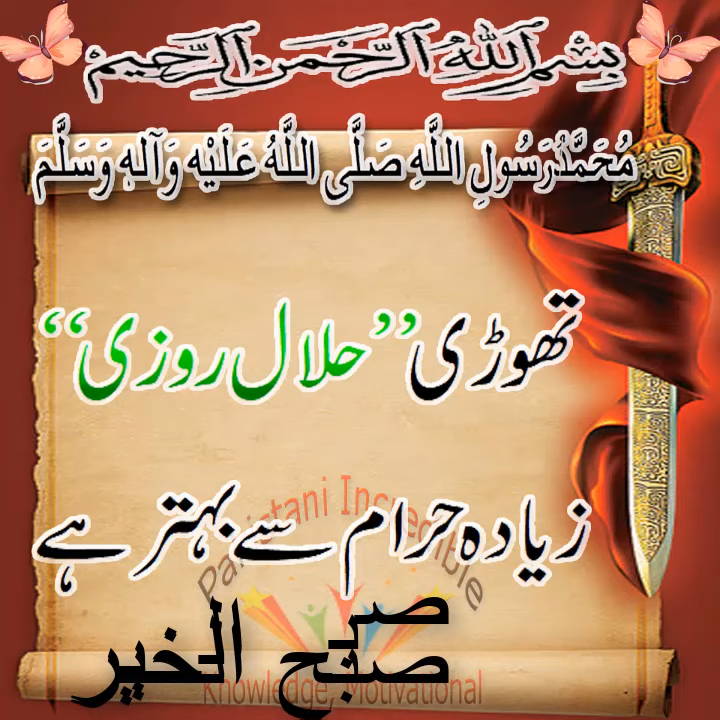 بِسْمِ اللهِ الرَّحْمٰنِ الرَّحِيْمِ
مُحَمَّدُ رَسُولِ اللَّهِ صَلَّى اللَّهُ عَلَيْهِ وَآلِهٖ وَسَلَّمَ
تھوڑی ’’حلال روزی‘‘
زیادہ حرام سے بہتر ہے
Pakistani Incredible
صبح الخیر
Knowledge, Motivational